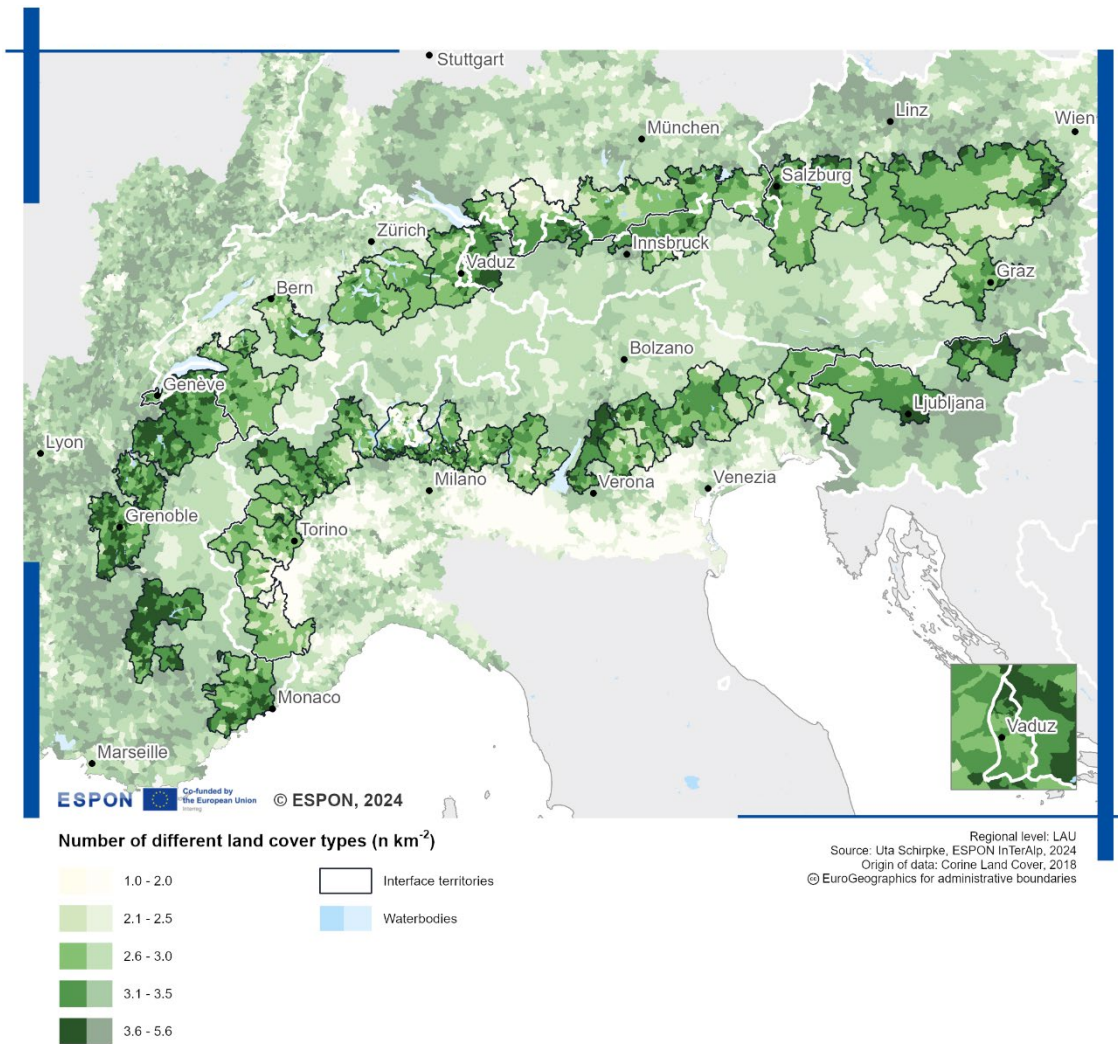 Stuttgart
Linz
Wien
München
Salzburg
Zürich
Innsbruck
Vaduz
Graz
Bern
Bolzano
Genève
Ljubljana
Lyon
Milano
Verona
Venezia
Grenoble
Torino
Monaco
Vaduz
Marseille
ESPON
Co-funded by
the European Union
Interreg
© ESPON, 2024
Number of different land cover types (n km⁻²)
Regional level: LAU
Source: Uta Schirpke, ESPON InTerAlp, 2024
Origin of data: Corine Land Cover, 2018
cc EuroGeographics for administrative boundaries
1.0 - 2.0
Interface territories
2.1 - 2.5
Waterbodies
2.6 - 3.0
3.1 - 3.5
3.6 - 5.6